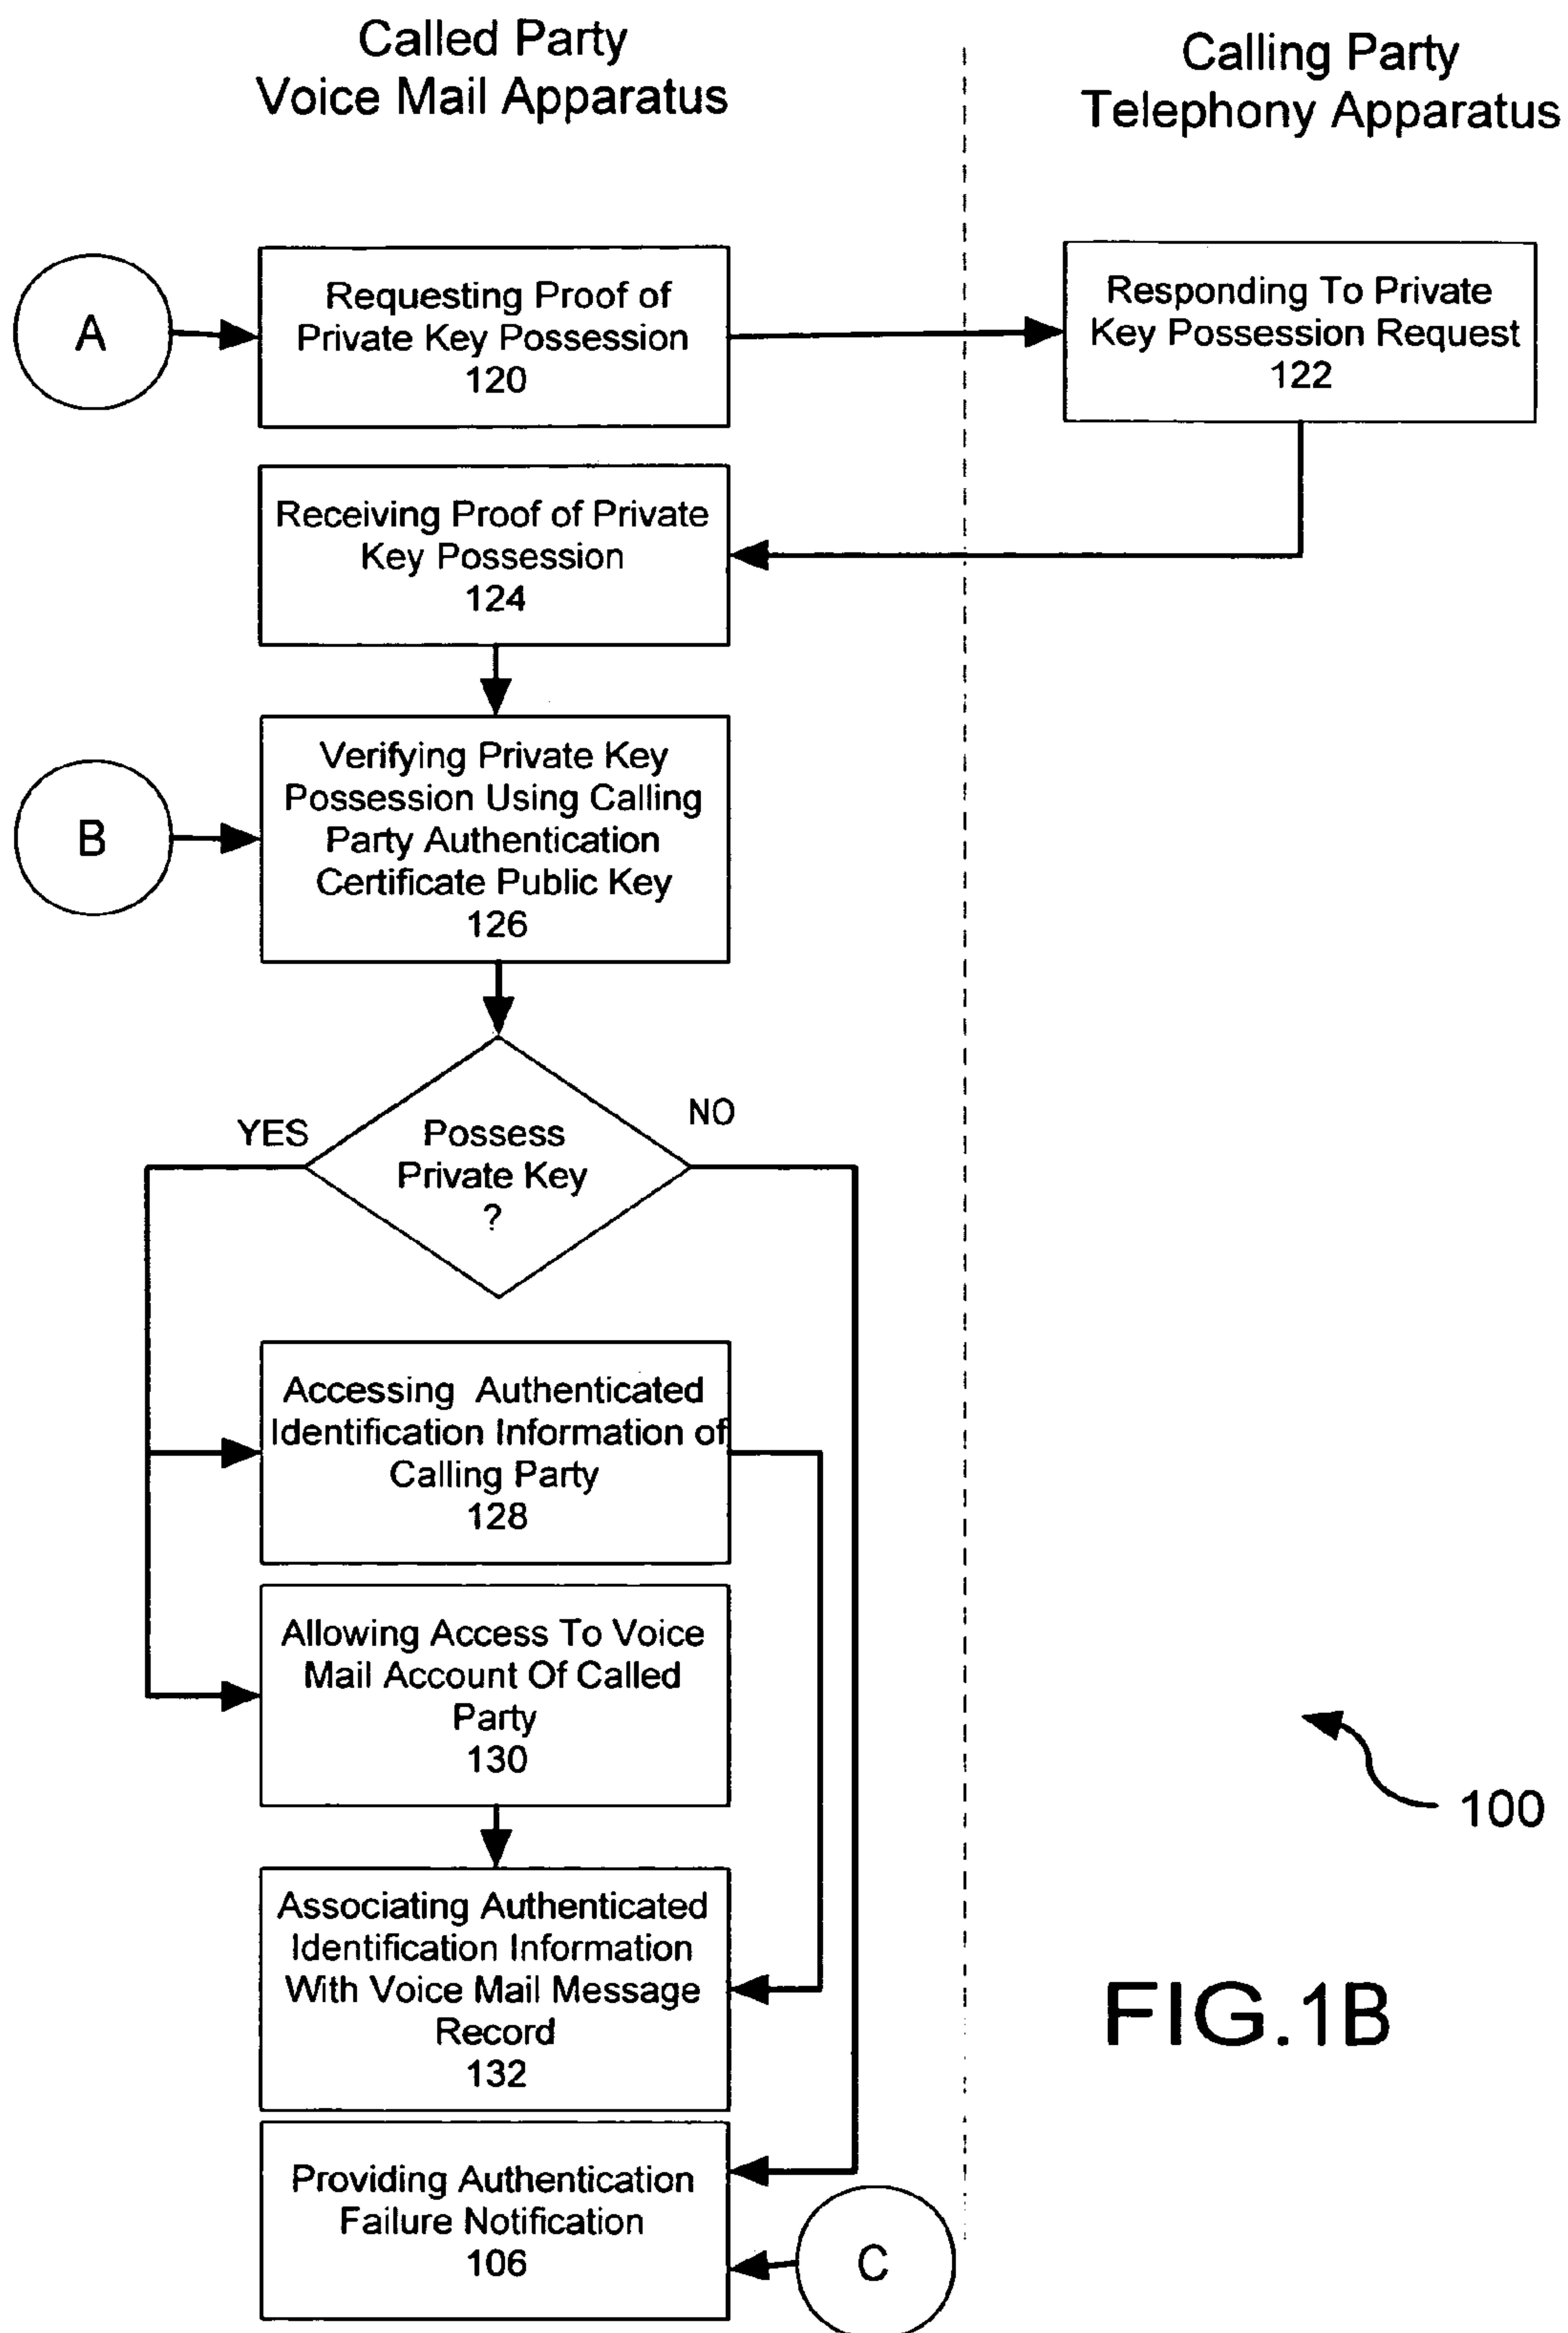 Called Party
Voice Mail Apparatus
Calling Party
Telephony Apparatus
A
Requesting Proof of
Private Key Possession
120
Responding To Private
Key Possession Request
122
Receiving Proof of Private
Key Possession
124
B
Verifying Private Key
Possession Using Calling
Party Authentication
Certificate Public Key
126
YES
Possess
Private Key
?
NO
Accessing Authenticated
Identification Information of
Calling Party
128
Allowing Access To Voice
Mail Account Of Called
Party
130
100
Associating Authenticated
Identification Information
With Voice Mail Message
Record
132
FIG.1B
Providing Authentication
Failure Notification
106
C